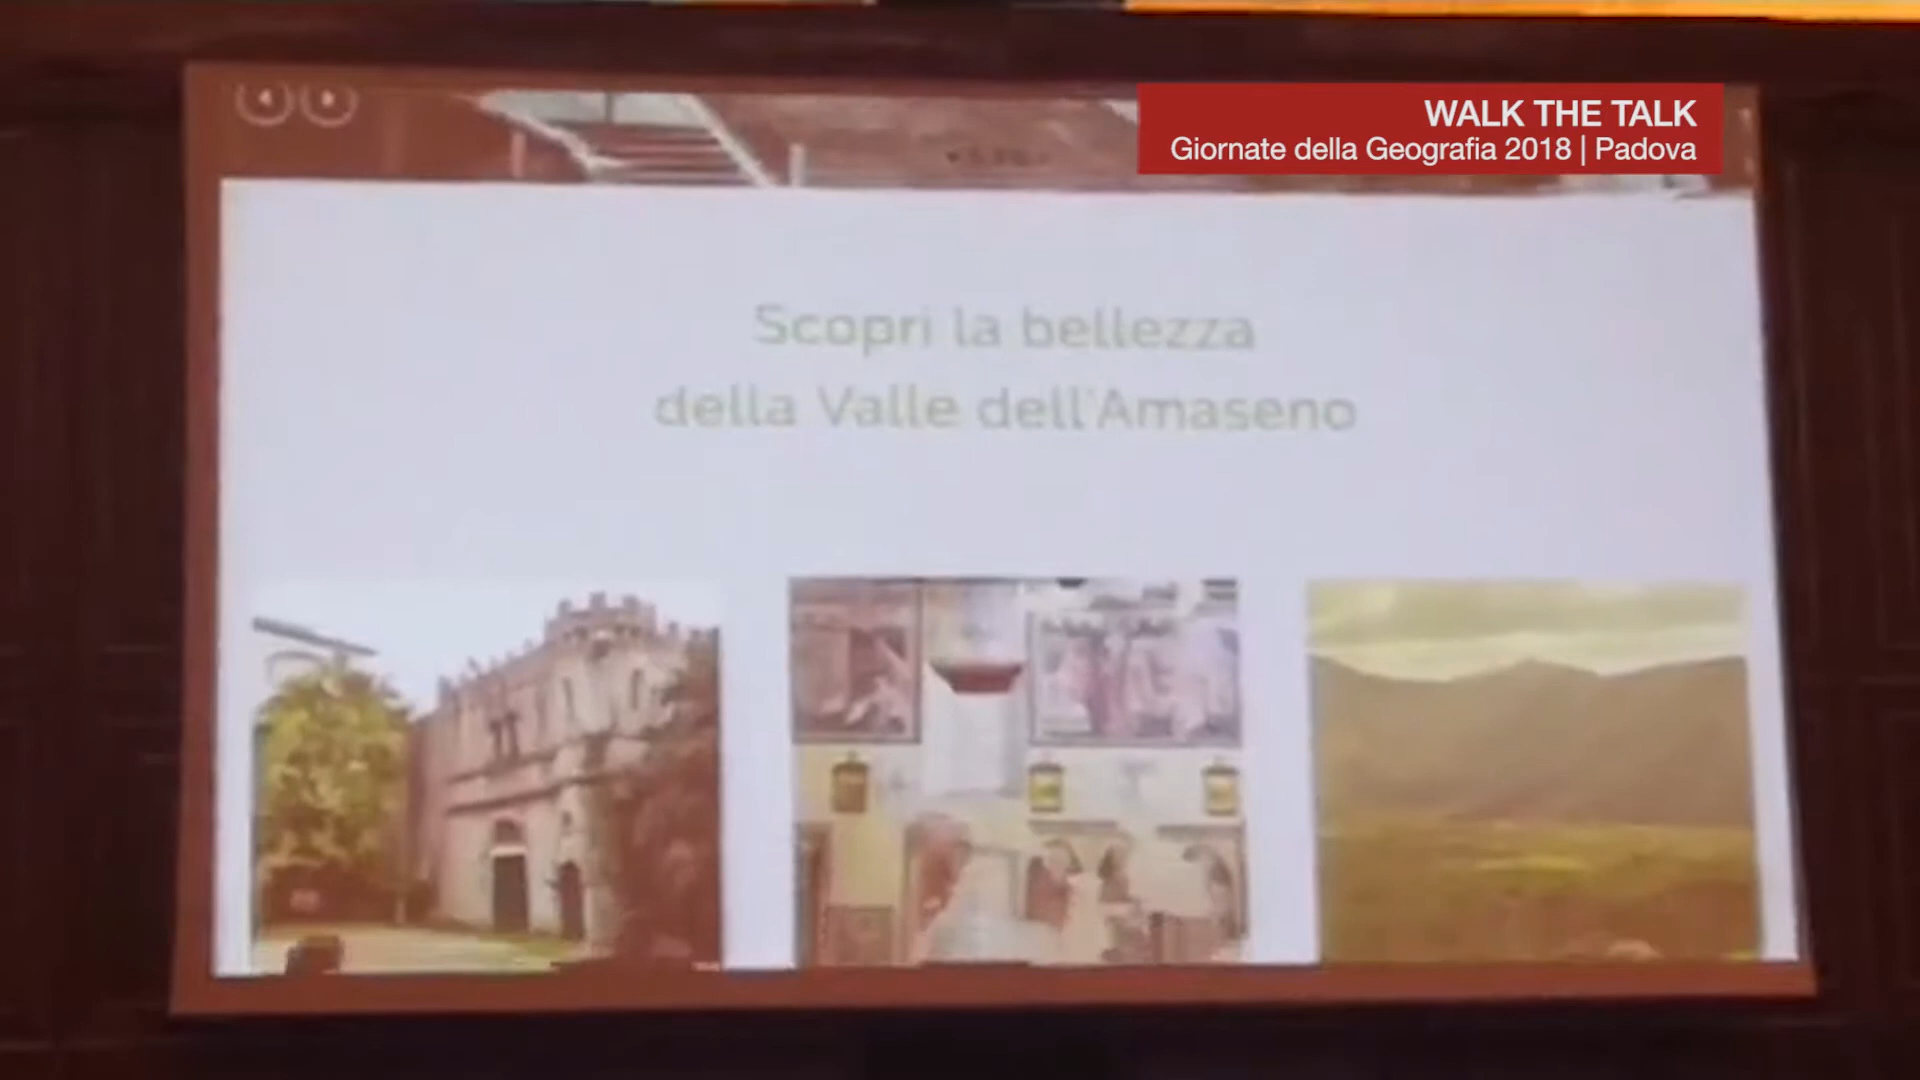 WALK THE TALK
Giornate della Geografia 2018 | Padova
Scopri la bellezza
della Valle dell'Amaseno